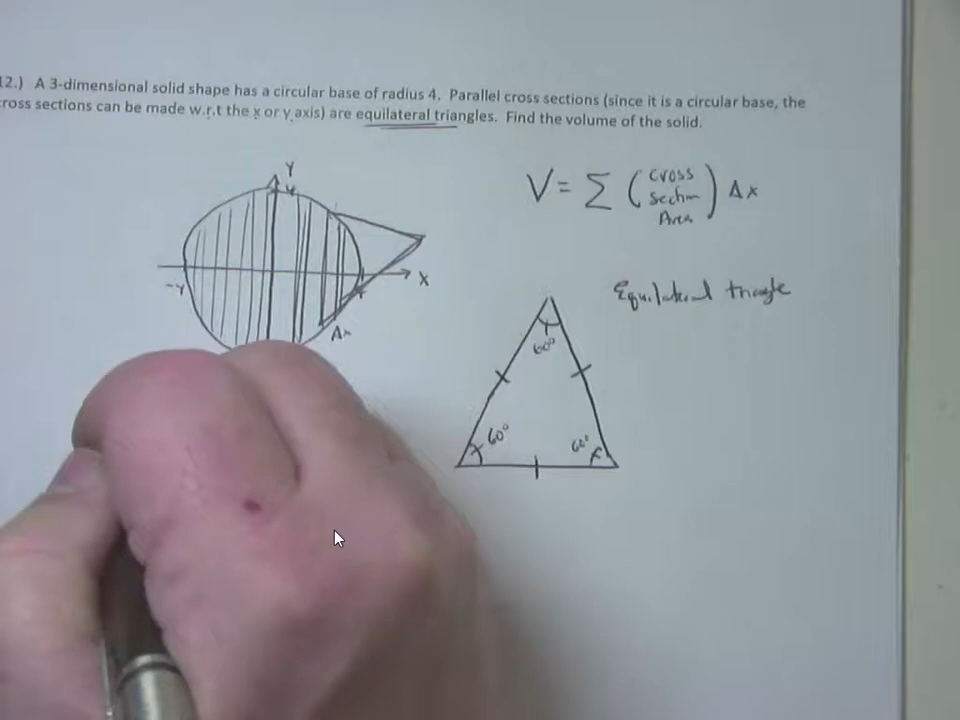 12.) A 3-dimensional solid shape has a circular base of radius 4. Parallel cross sections (since it is a circular base, the
cross sections can be made w.r.t the x or y axis) are equilateral triangles. Find the volume of the solid.
Y
V = Σ ( Cross Section Area ) Δx
X
Equilateral triangle
60°
Δx
60°
60°